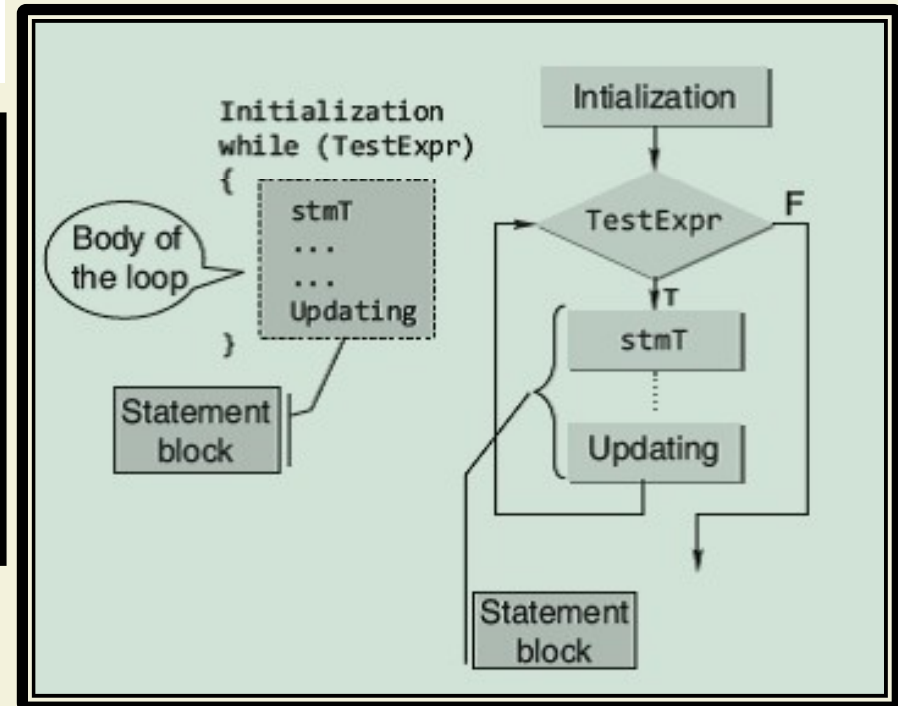 Initialization
while (TestExpr)
{
stmT
...
...
Updating
}
Body of
the loop
Statement
block
Intialization
TestExpr
F
T
stmT
Updating
Statement
block